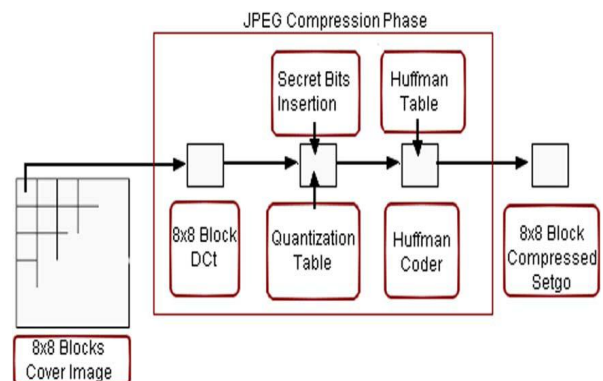 JPEG Compression Phase
Secret Bits
Insertion
Huffman
Table
8x8 Block
DCt
Quantization
Table
Huffman
Coder
8x8 Block
Compressed
Setgo
8x8 Blocks
Cover Image